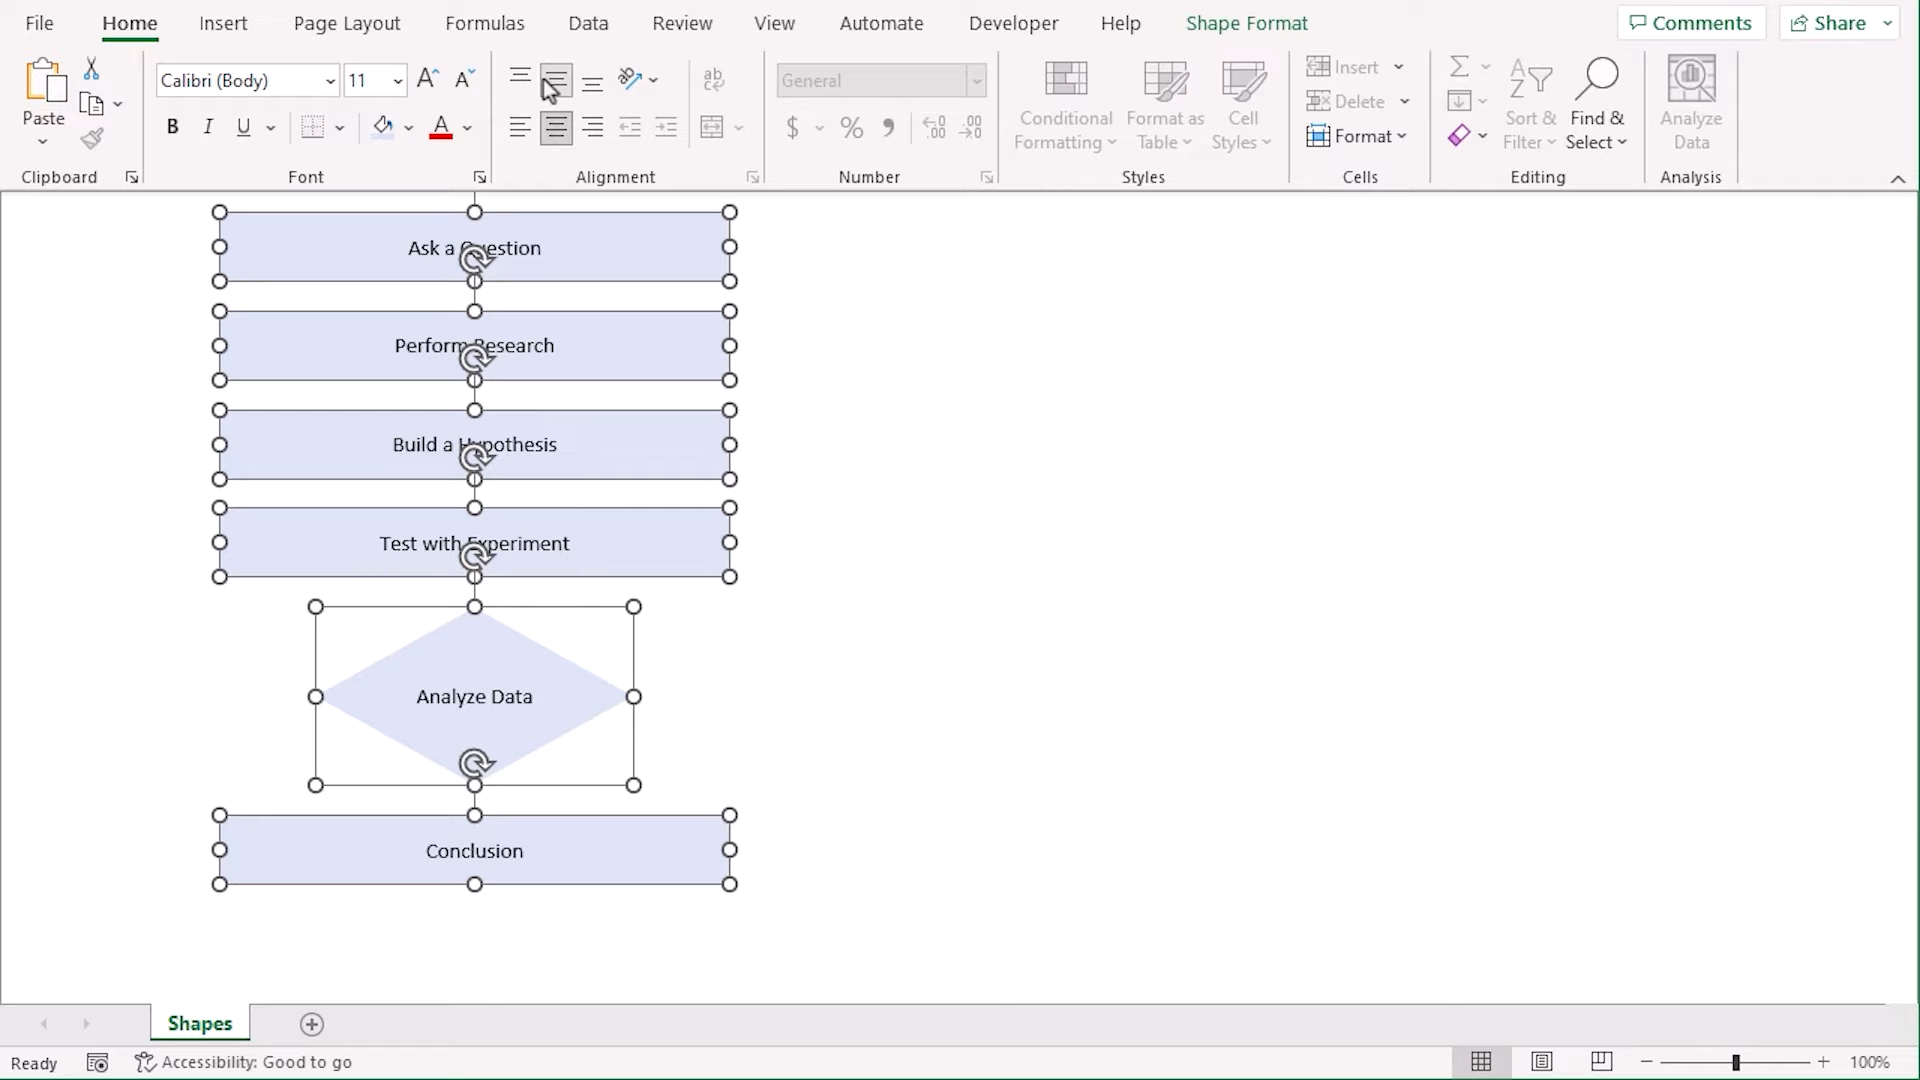 File Home Insert Page Layout Formulas Data Review View Automate Developer Help Shape Format Comments Share
Calibri (Body) 11 A A ab General Insert Σ A Z
Paste B I U A ab c $ % Conditional Formatting Format as Table Cell Styles Delete Format Sort & Filter Find & Select Analyze Data
Clipboard Font Alignment Number Styles Cells Editing Analysis
Ask a Question
Perform Research
Build a Hypothesis
Test with Experiment
Analyze Data
Conclusion
Shapes
Ready Accessibility: Good to go 100%